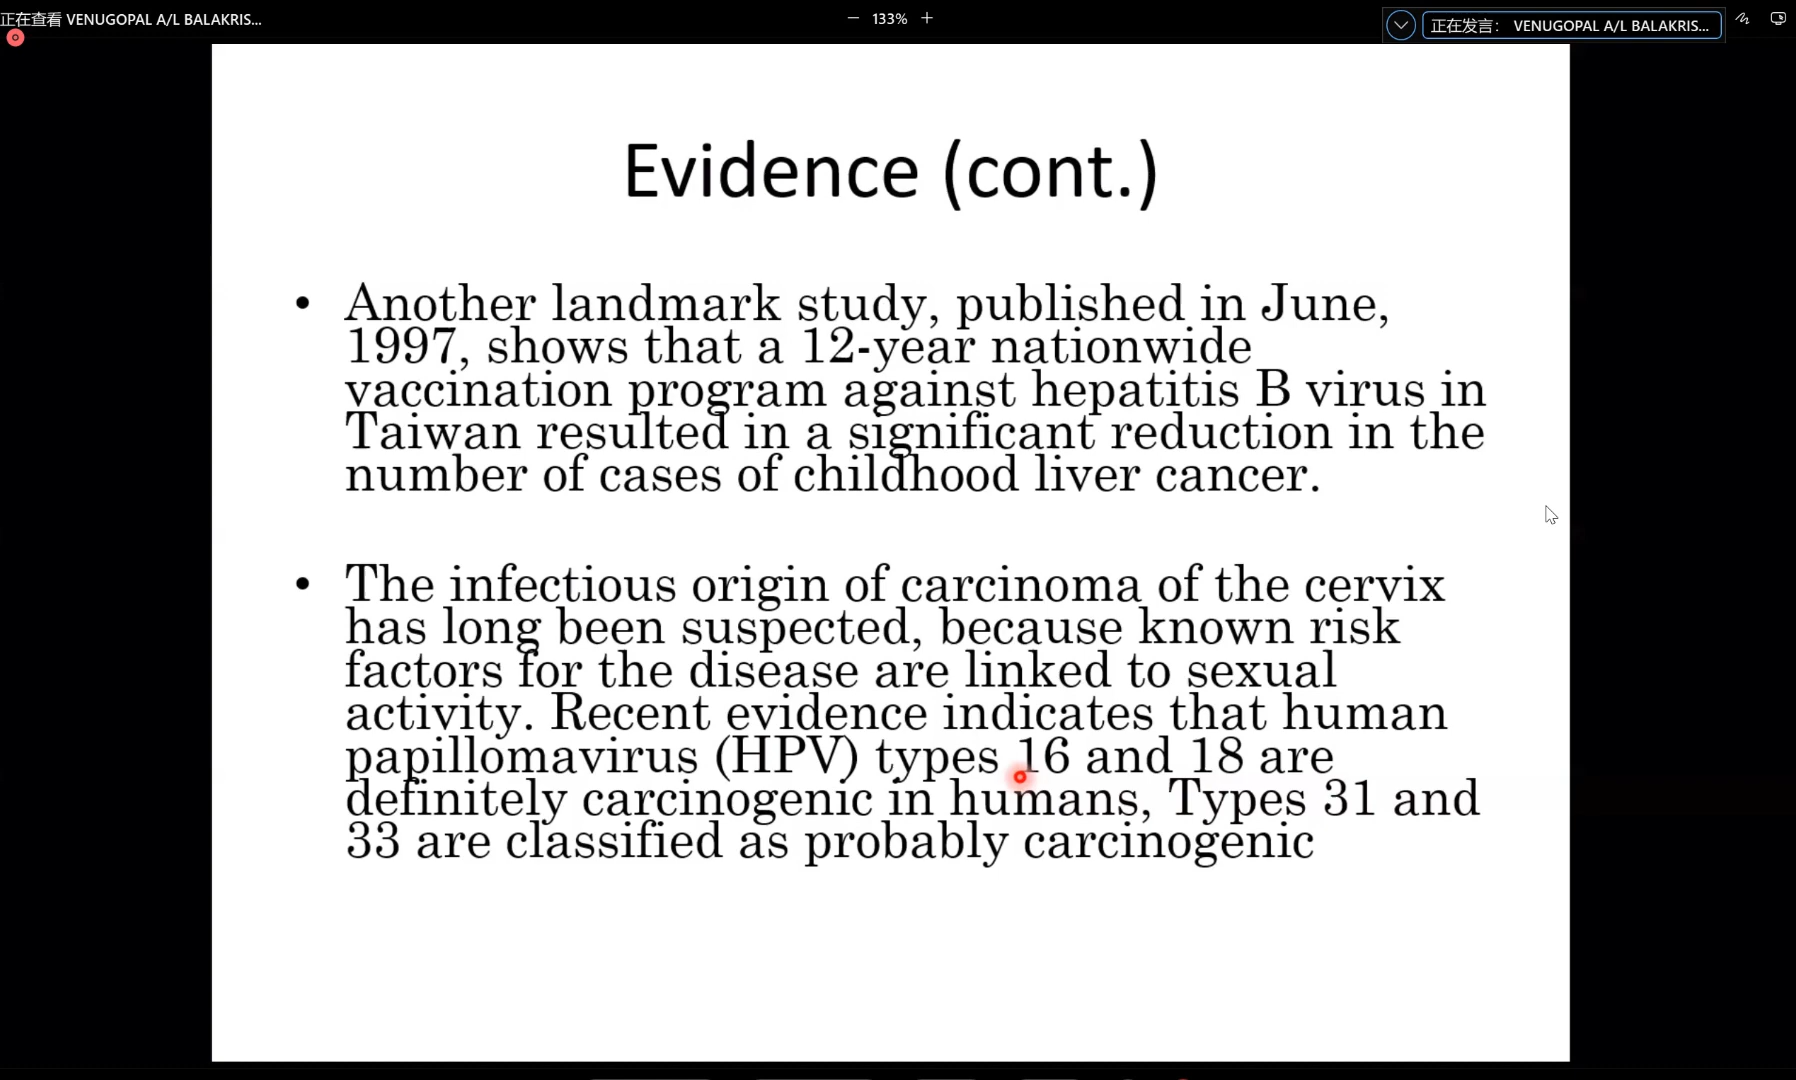 正在查看 VENUGOPAL A/L BALAKRIS...
133%
正在发言： VENUGOPAL A/L BALAKRIS...
Evidence (cont.)
• Another landmark study, published in June,
1997, shows that a 12-year nationwide
vaccination program against hepatitis B virus in
Taiwan resulted in a significant reduction in the
number of cases of childhood liver cancer.
• The infectious origin of carcinoma of the cervix
has long been suspected, because known risk
factors for the disease are linked to sexual
activity. Recent evidence indicates that human
papillomavirus (HPV) types 16 and 18 are
definitely carcinogenic in humans, Types 31 and
33 are classified as probably carcinogenic